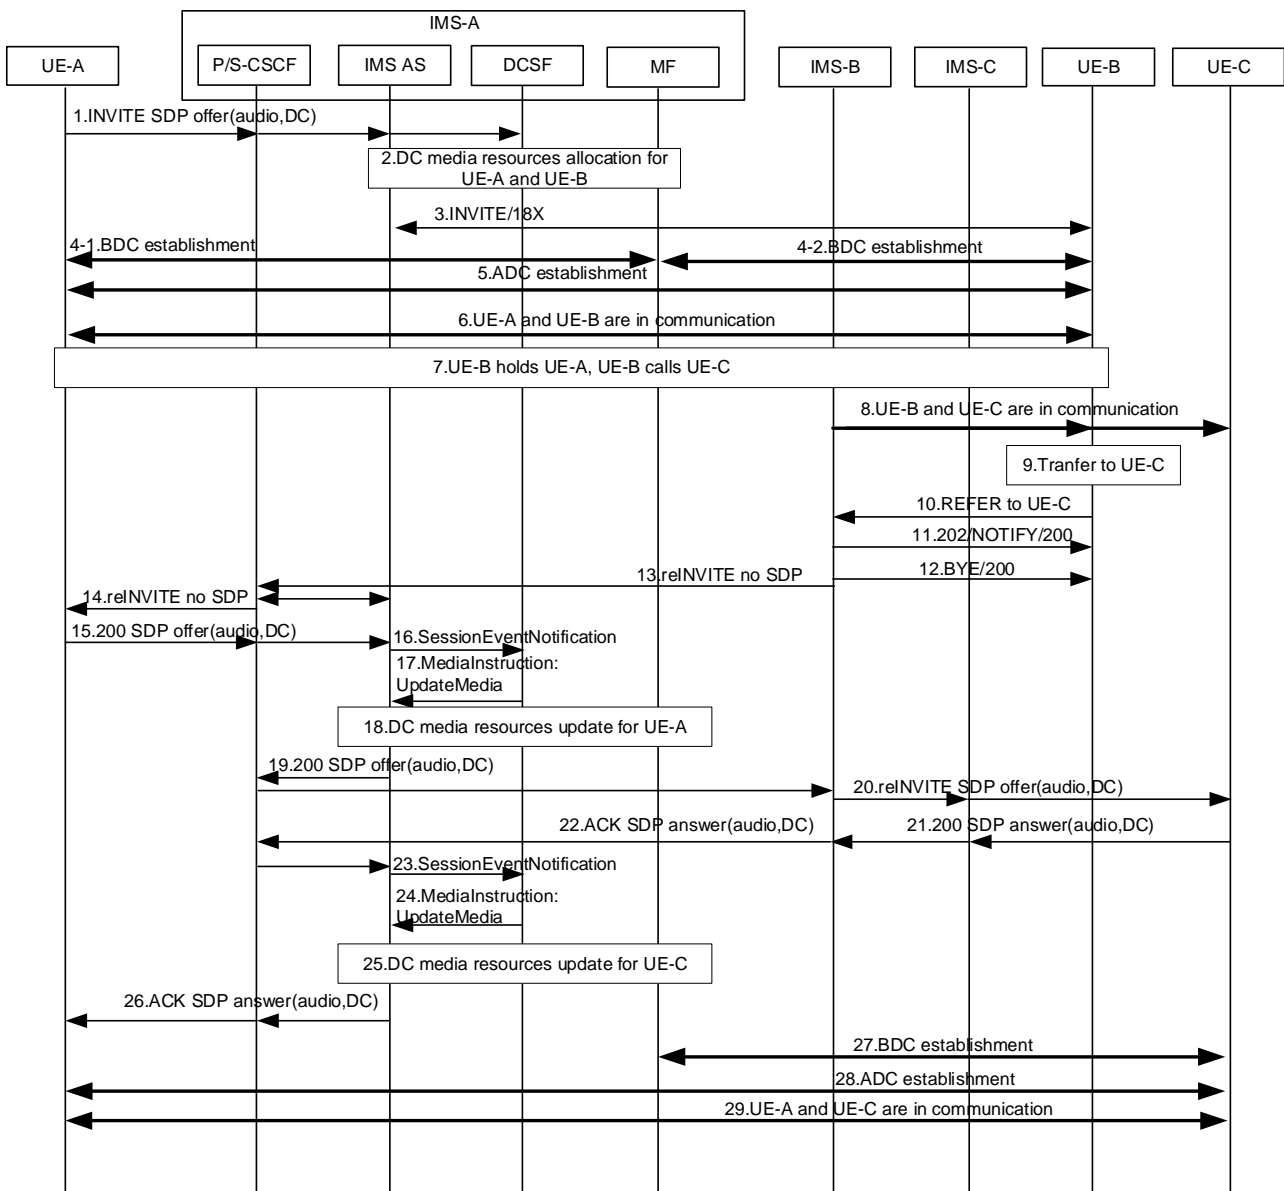 IMS-A
UE-A
P/S-CSCF
IMS AS
DCSF
MF
IMS-B
IMS-C
UE-B
UE-C
1.INVITE SDP offer(audio,DC)
2.DC media resources allocation for
UE-A and UE-B
3.INVITE/18X
4-1.BDC establishment
4-2.BDC establishment
5.ADC establishment
6.UE-A and UE-B are in communication
7.UE-B holds UE-A, UE-B calls UE-C
8.UE-B and UE-C are in communication
9.Tranfer to UE-C
10.REFER to UE-C
11.202/NOTIFY/200
12.BYE/200
13.reINVITE no SDP
14.reINVITE no SDP
15.200 SDP offer(audio,DC)
16.SessionEventNotification
17.MediaInstruction:
UpdateMedia
18.DC media resources update for UE-A
19.200 SDP offer(audio,DC)
20.reINVITE SDP offer(audio,DC)
22.ACK SDP answer(audio,DC)
21.200 SDP answer(audio,DC)
23.SessionEventNotification
24.MediaInstruction:
UpdateMedia
25.DC media resources update for UE-C
26.ACK SDP answer(audio,DC)
27.BDC establishment
28.ADC establishment
29.UE-A and UE-C are in communication